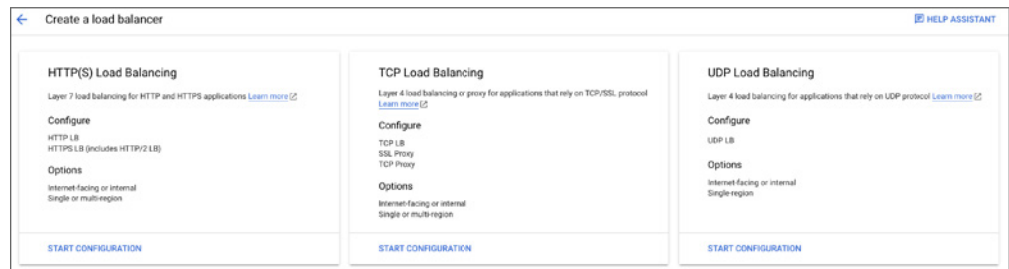 Create a load balancer
HELP ASSISTANT
HTTP(S) Load Balancing
Layer 7 load balancing for HTTP and HTTPS applications Learn more
Configure
HTTP LB
HTTPS LB (includes HTTP/2 LB)
Options
Internet-facing or internal
Single or multi-region
START CONFIGURATION
TCP Load Balancing
Layer 4 load balancing or proxy for applications that rely on TCP/SSL protocol
Learn more
Configure
TCP LB
SSL Proxy
TCP Proxy
Options
Internet-facing or internal
Single or multi-region
START CONFIGURATION
UDP Load Balancing
Layer 4 load balancing for applications that rely on UDP protocol Learn more
Configure
UDP LB
Options
Internet-facing or internal
Single-region
START CONFIGURATION